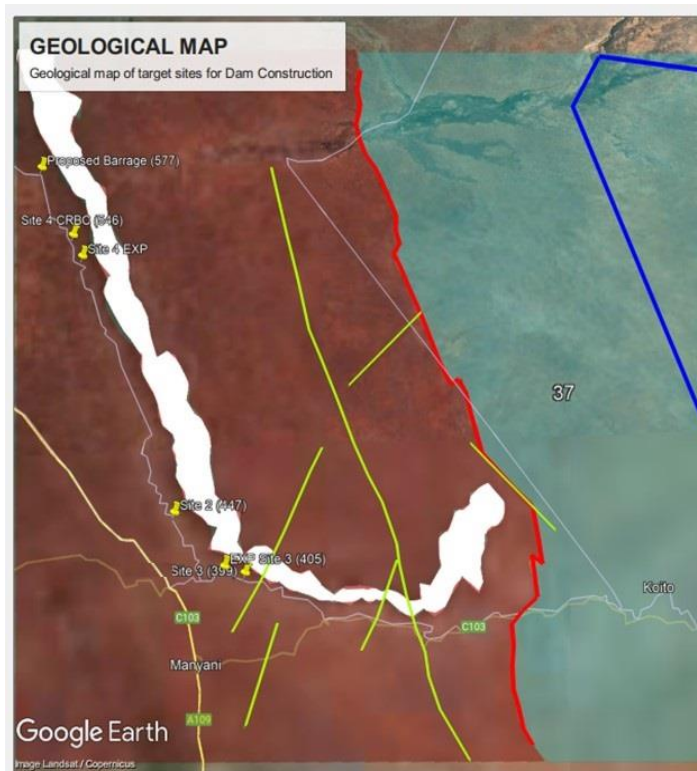 GEOLOGICAL MAP
Geological map of target sites for Dam Construction
Proposed Barrage (577)
Site 4 CRBC (546)
Site 4 EXP
37
Site 2 (447)
EXP Site 3 (405)
Site 3 (399)
Koito
C103
C103
Manyani
A109
Google Earth
Image Landsat / Copernicus